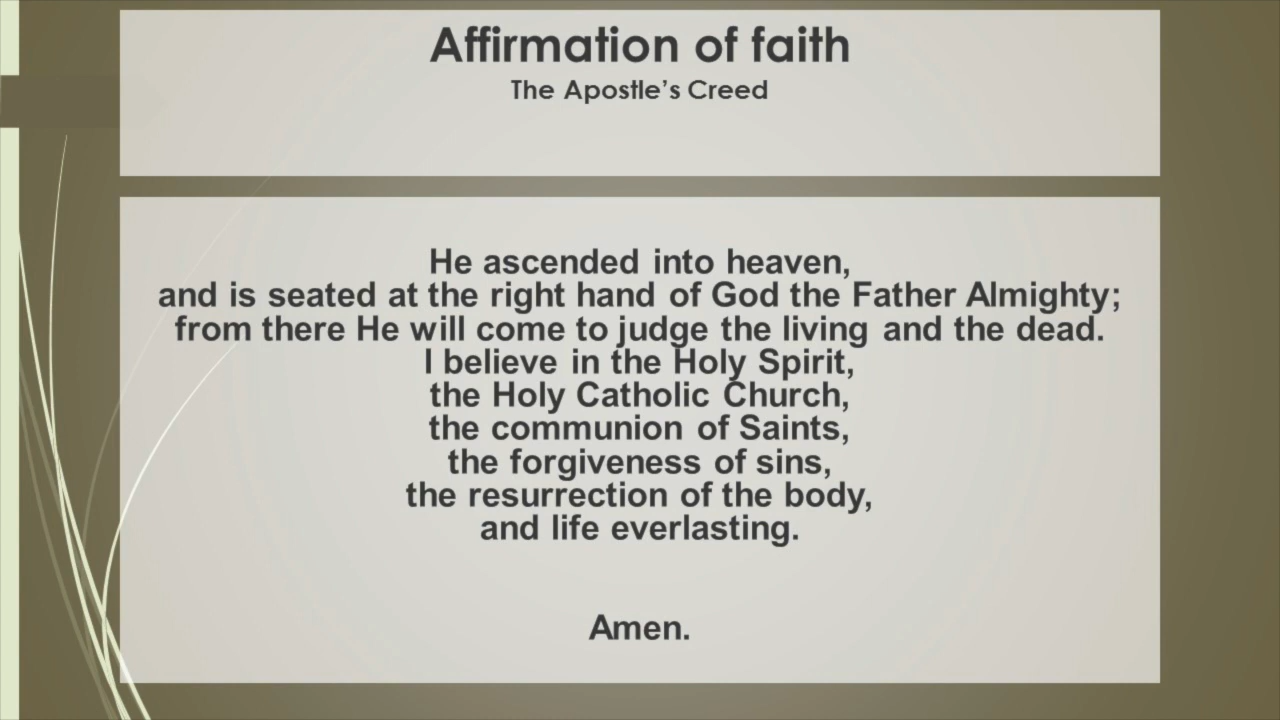 Affirmation of faith
The Apostle’s Creed
He ascended into heaven,
and is seated at the right hand of God the Father Almighty;
from there He will come to judge the living and the dead.
I believe in the Holy Spirit,
the Holy Catholic Church,
the communion of Saints,
the forgiveness of sins,
the resurrection of the body,
and life everlasting.
Amen.